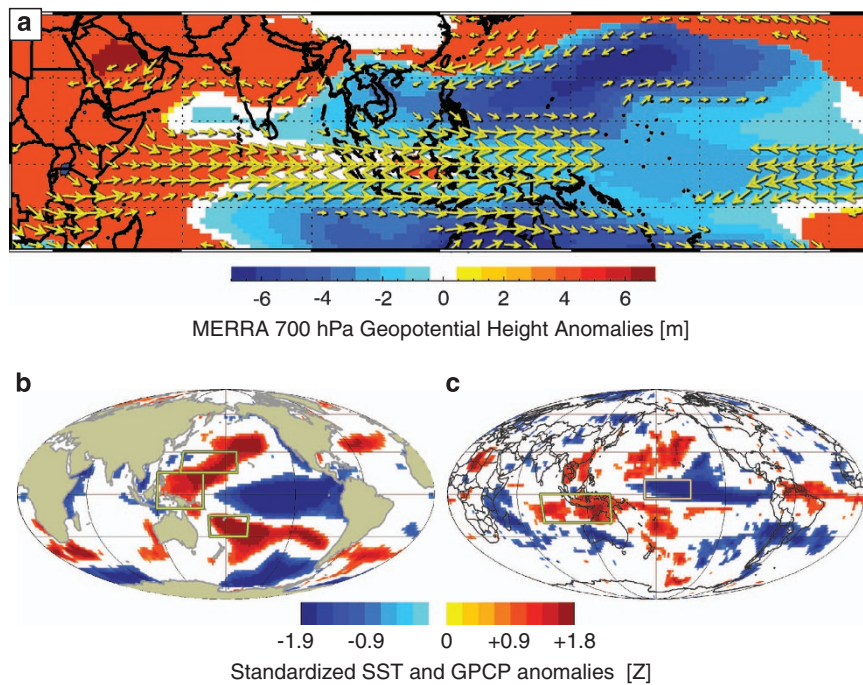 a
-6 -4 -2 0 2 4 6
MERRA 700 hPa Geopotential Height Anomalies [m]
b c
-1.9 -0.9 0 +0.9 +1.8
Standardized SST and GPCP anomalies [Z]